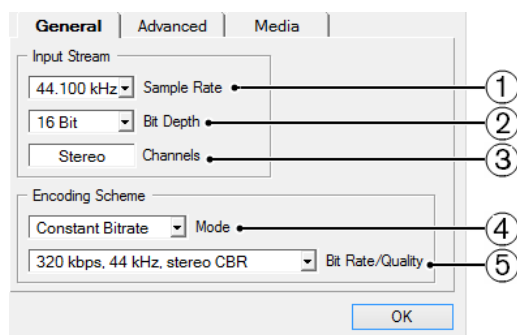 General Advanced Media
Input Stream
44.100 kHz Sample Rate ①
16 Bit Bit Depth ②
Stereo Channels ③
Encoding Scheme
Constant Bitrate Mode ④
320 kbps, 44 kHz, stereo CBR Bit Rate/Quality ⑤
OK